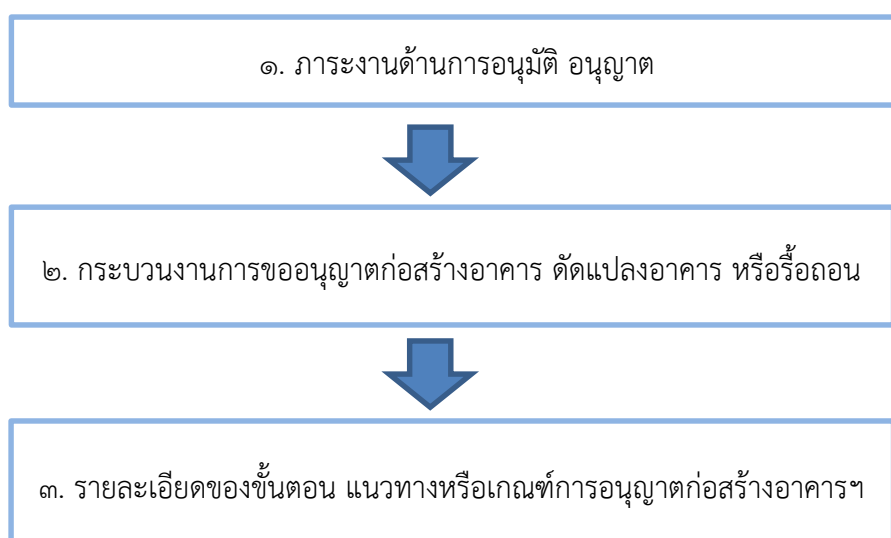 ๑. ภาระงานด้านการอนุมัติ อนุญาต
๒. กระบวนงานการขออนุญาตก่อสร้างอาคาร ดัดแปลงอาคาร หรือรื้อถอน
๓. รายละเอียดของขั้นตอน แนวทางหรือเกณฑ์การอนุญาตก่อสร้างอาคารฯ